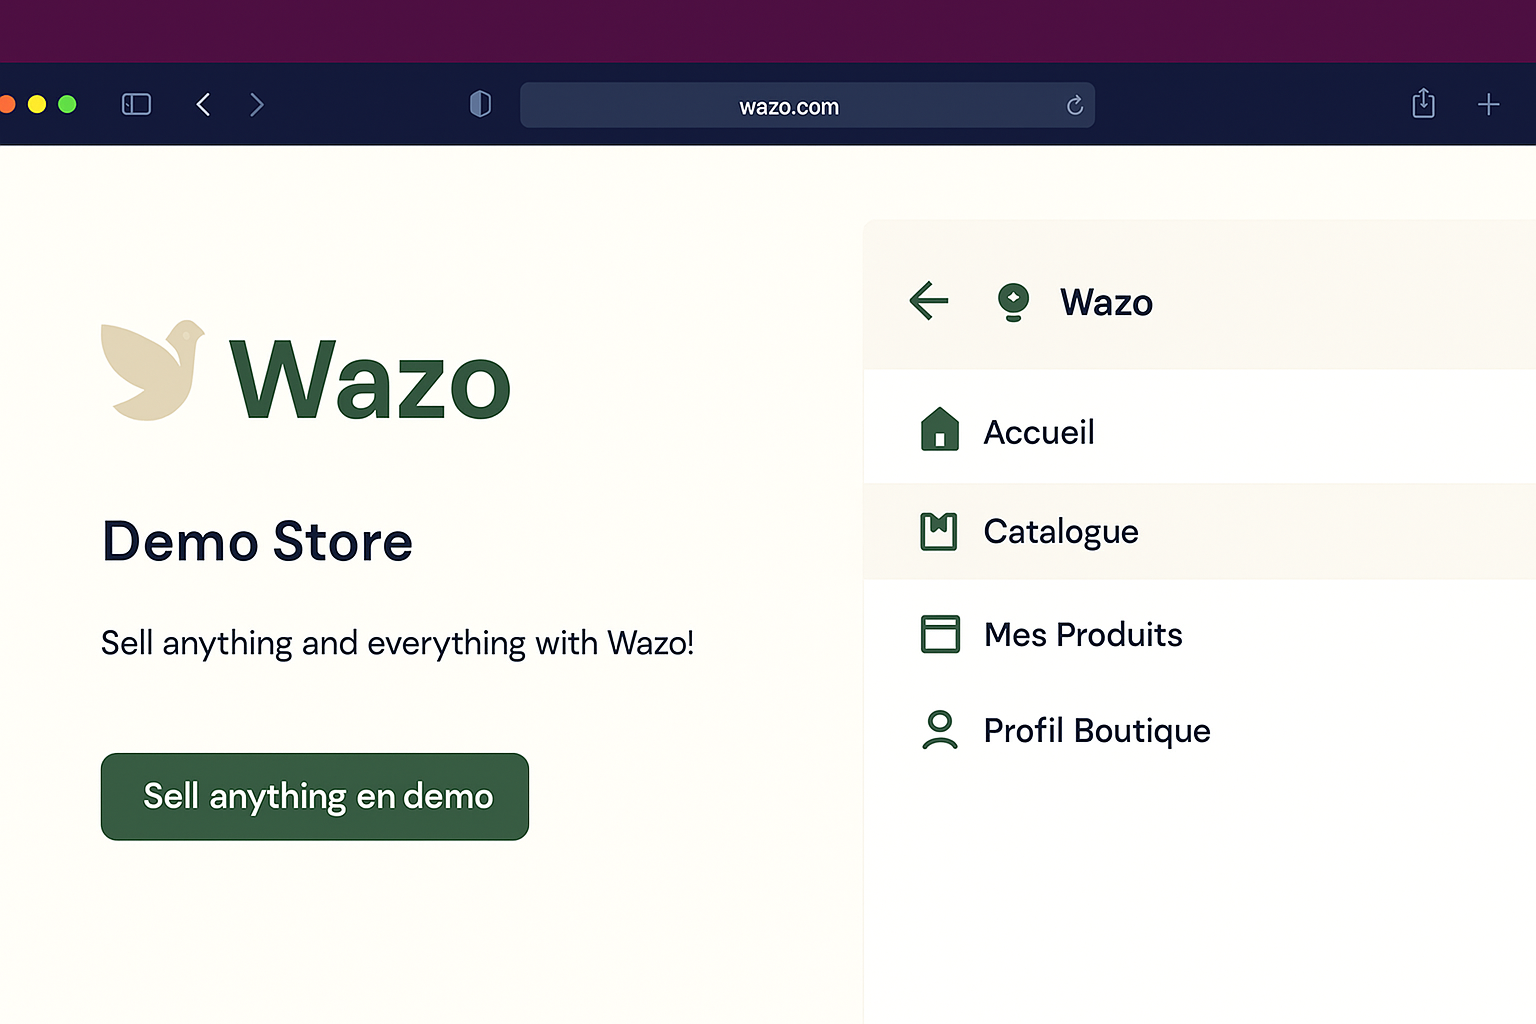 wazo.com
Wazo
Demo Store
Sell anything and everything with Wazo!
Sell anything en demo
Wazo
Accueil
Catalogue
Mes Produits
Profil Boutique